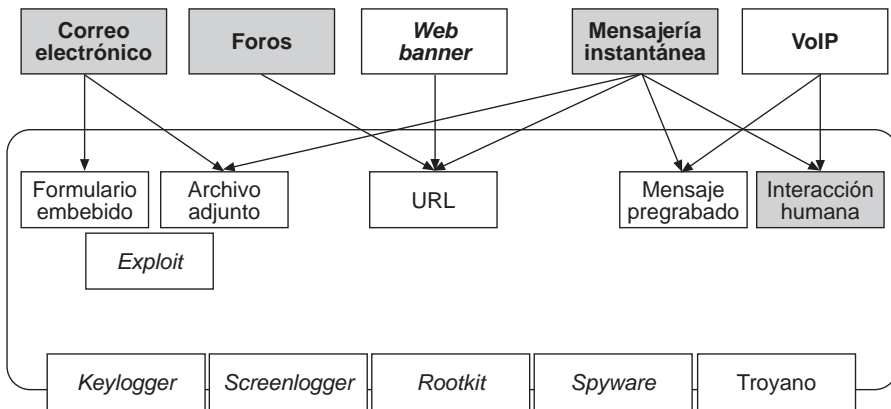 Correo
electrónico
Foros
Web
banner
Mensajería
instantánea
VoIP
Formulario
embebido
Archivo
adjunto
URL
Mensaje
pregrabado
Interacción
humana
Exploit
Keylogger
Screenlogger
Rootkit
Spyware
Troyano